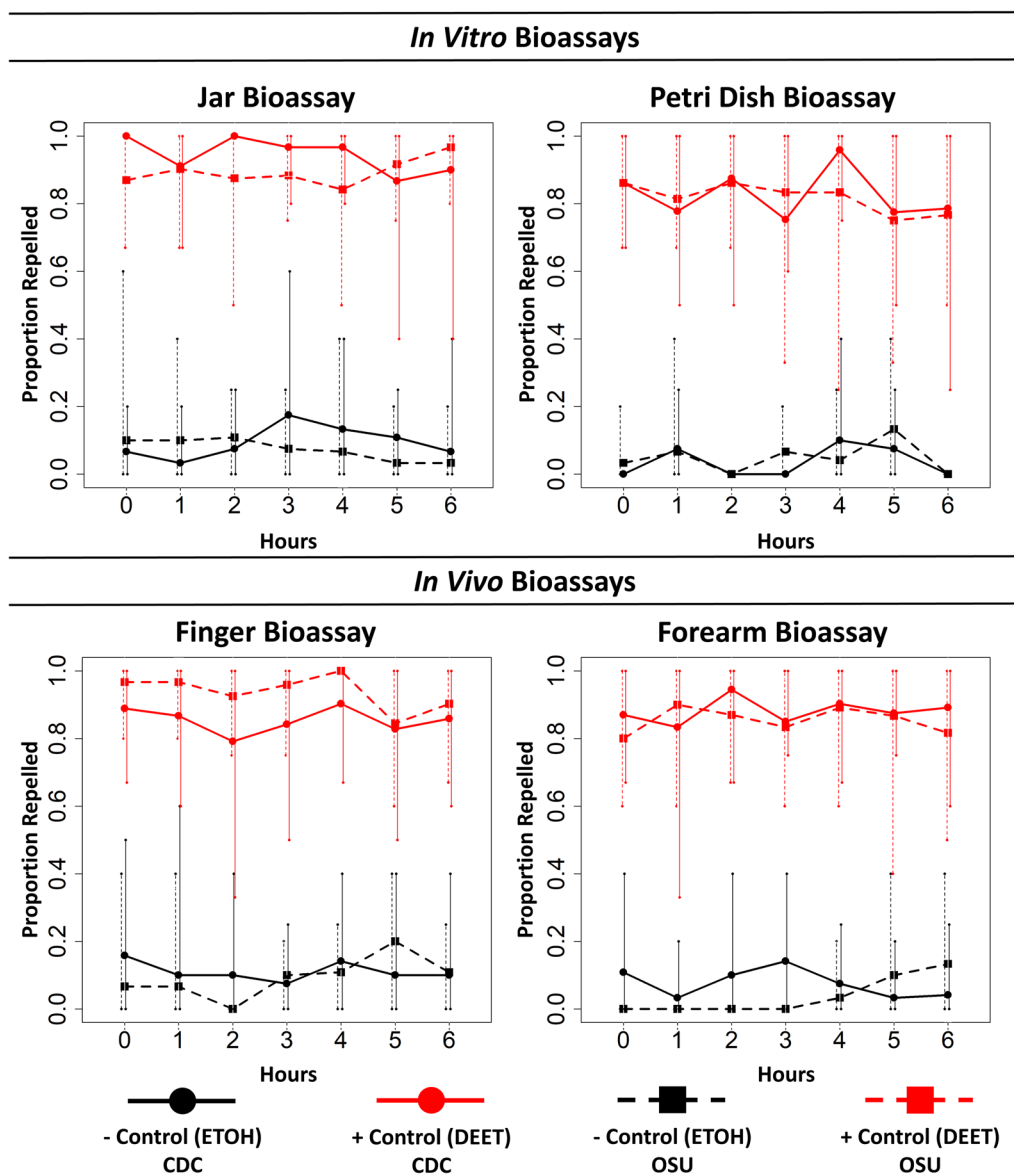 In Vitro Bioassays
Jar Bioassay
Proportion Repelled
1.0
0.8
0.6
0.4
0.2
0.0
0 1 2 3 4 5 6
Hours
Petri Dish Bioassay
Proportion Repelled
1.0
0.8
0.6
0.4
0.2
0.0
0 1 2 3 4 5 6
Hours
In Vivo Bioassays
Finger Bioassay
Proportion Repelled
1.0
0.8
0.6
0.4
0.2
0.0
0 1 2 3 4 5 6
Hours
Forearm Bioassay
Proportion Repelled
1.0
0.8
0.6
0.4
0.2
0.0
0 1 2 3 4 5 6
Hours
- Control (ETOH)
CDC
+ Control (DEET)
CDC
- Control (ETOH)
OSU
+ Control (DEET)
OSU